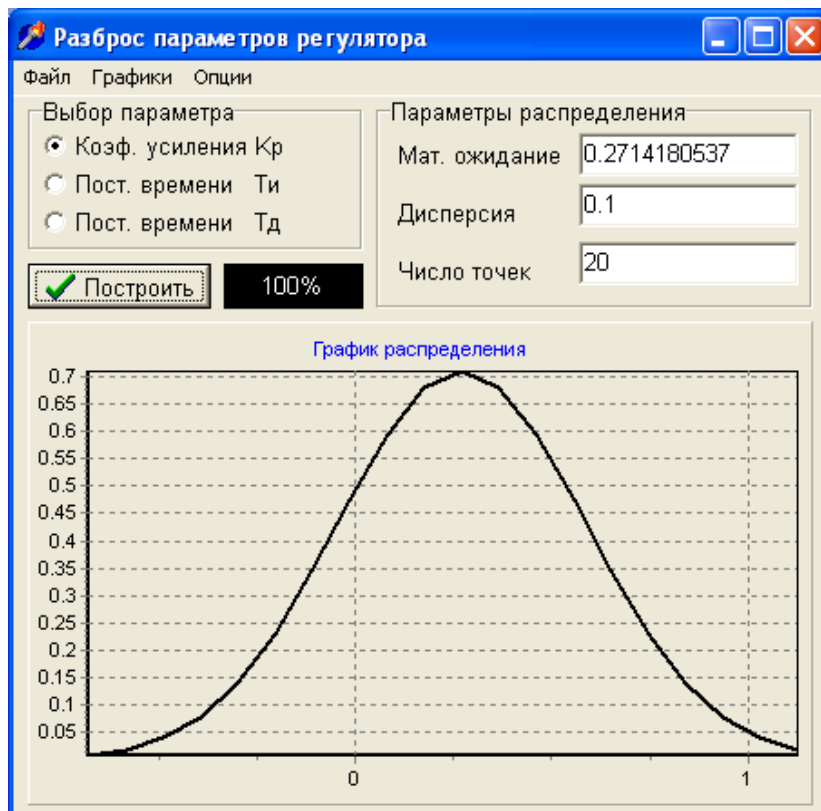 Разброс параметров регулятора
Файл Графики Опции
Выбор параметра
Коэф. усиления Кр
Пост. времени Ти
Пост. времени Тд
Построить
100%
Параметры распределения
Мат. ожидание 0.2714180537
Дисперсия 0.1
Число точек 20
График распределения
0.7
0.65
0.6
0.55
0.5
0.45
0.4
0.35
0.3
0.25
0.2
0.15
0.1
0.05
0 1